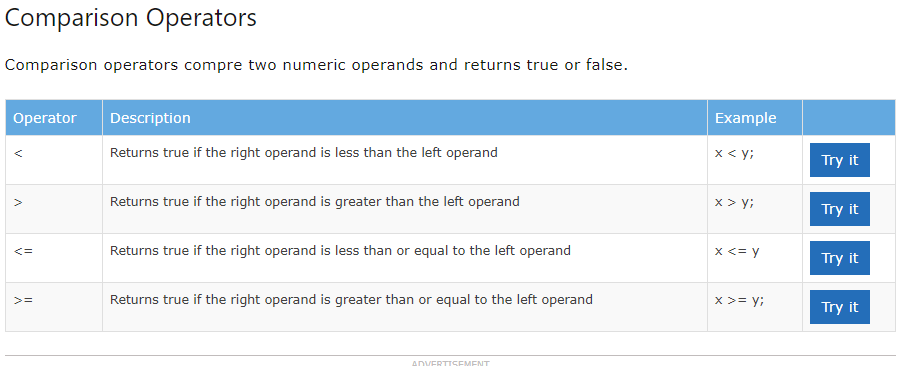 Comparison Operators
Comparison operators compre two numeric operands and returns true or false.
Operator Description Example
< Returns true if the right operand is less than the left operand x < y; Try it
> Returns true if the right operand is greater than the left operand x > y; Try it
<= Returns true if the right operand is less than or equal to the left operand x <= y Try it
>= Returns true if the right operand is greater than or equal to the left operand x >= y; Try it
ADVERTISEMENT